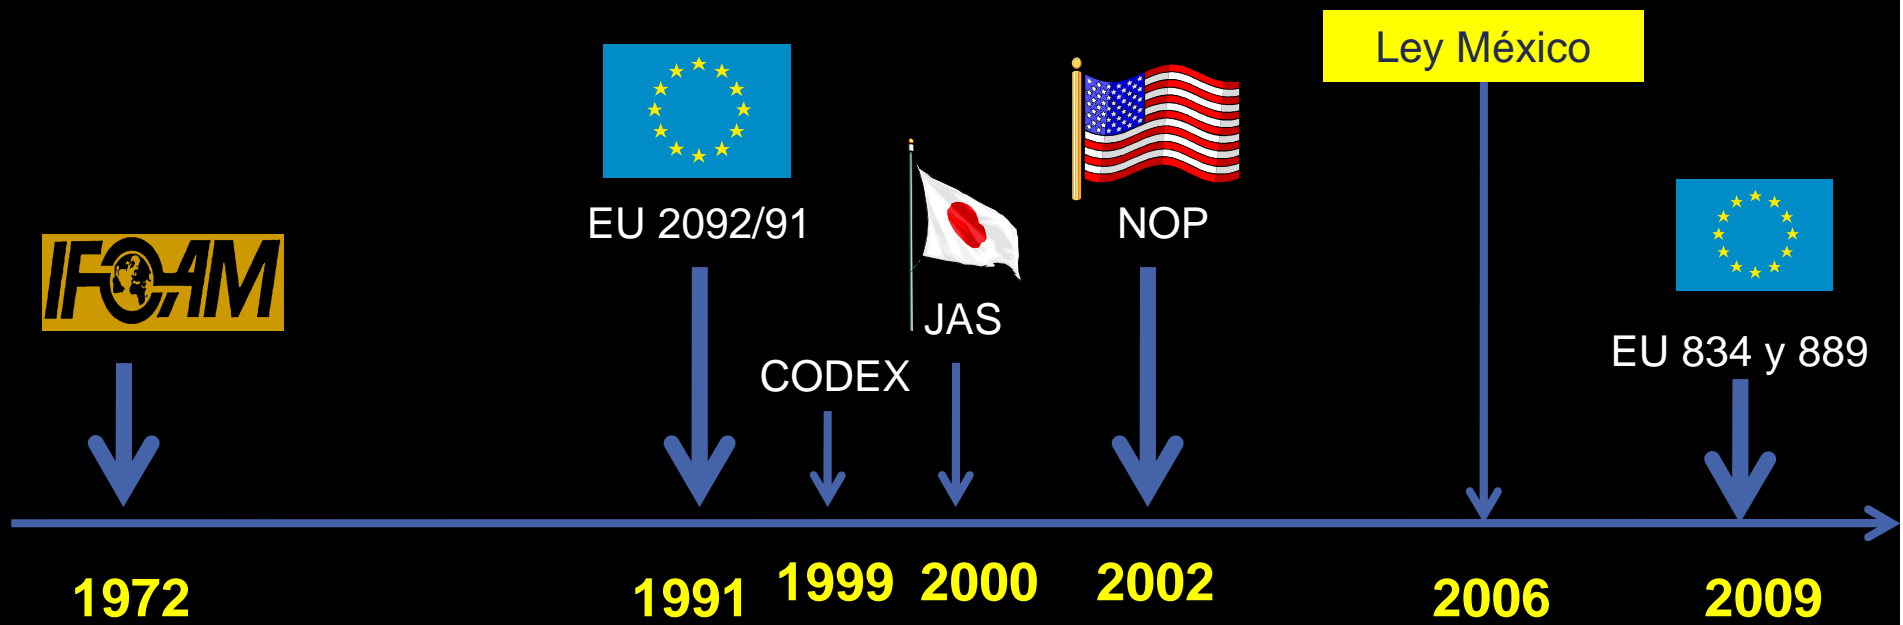 Ley México
EU 2092/91
NOP
IFOAM
JAS
EU 834 y 889
CODEX
1972
1991
1999
2000
2002
2006
2009